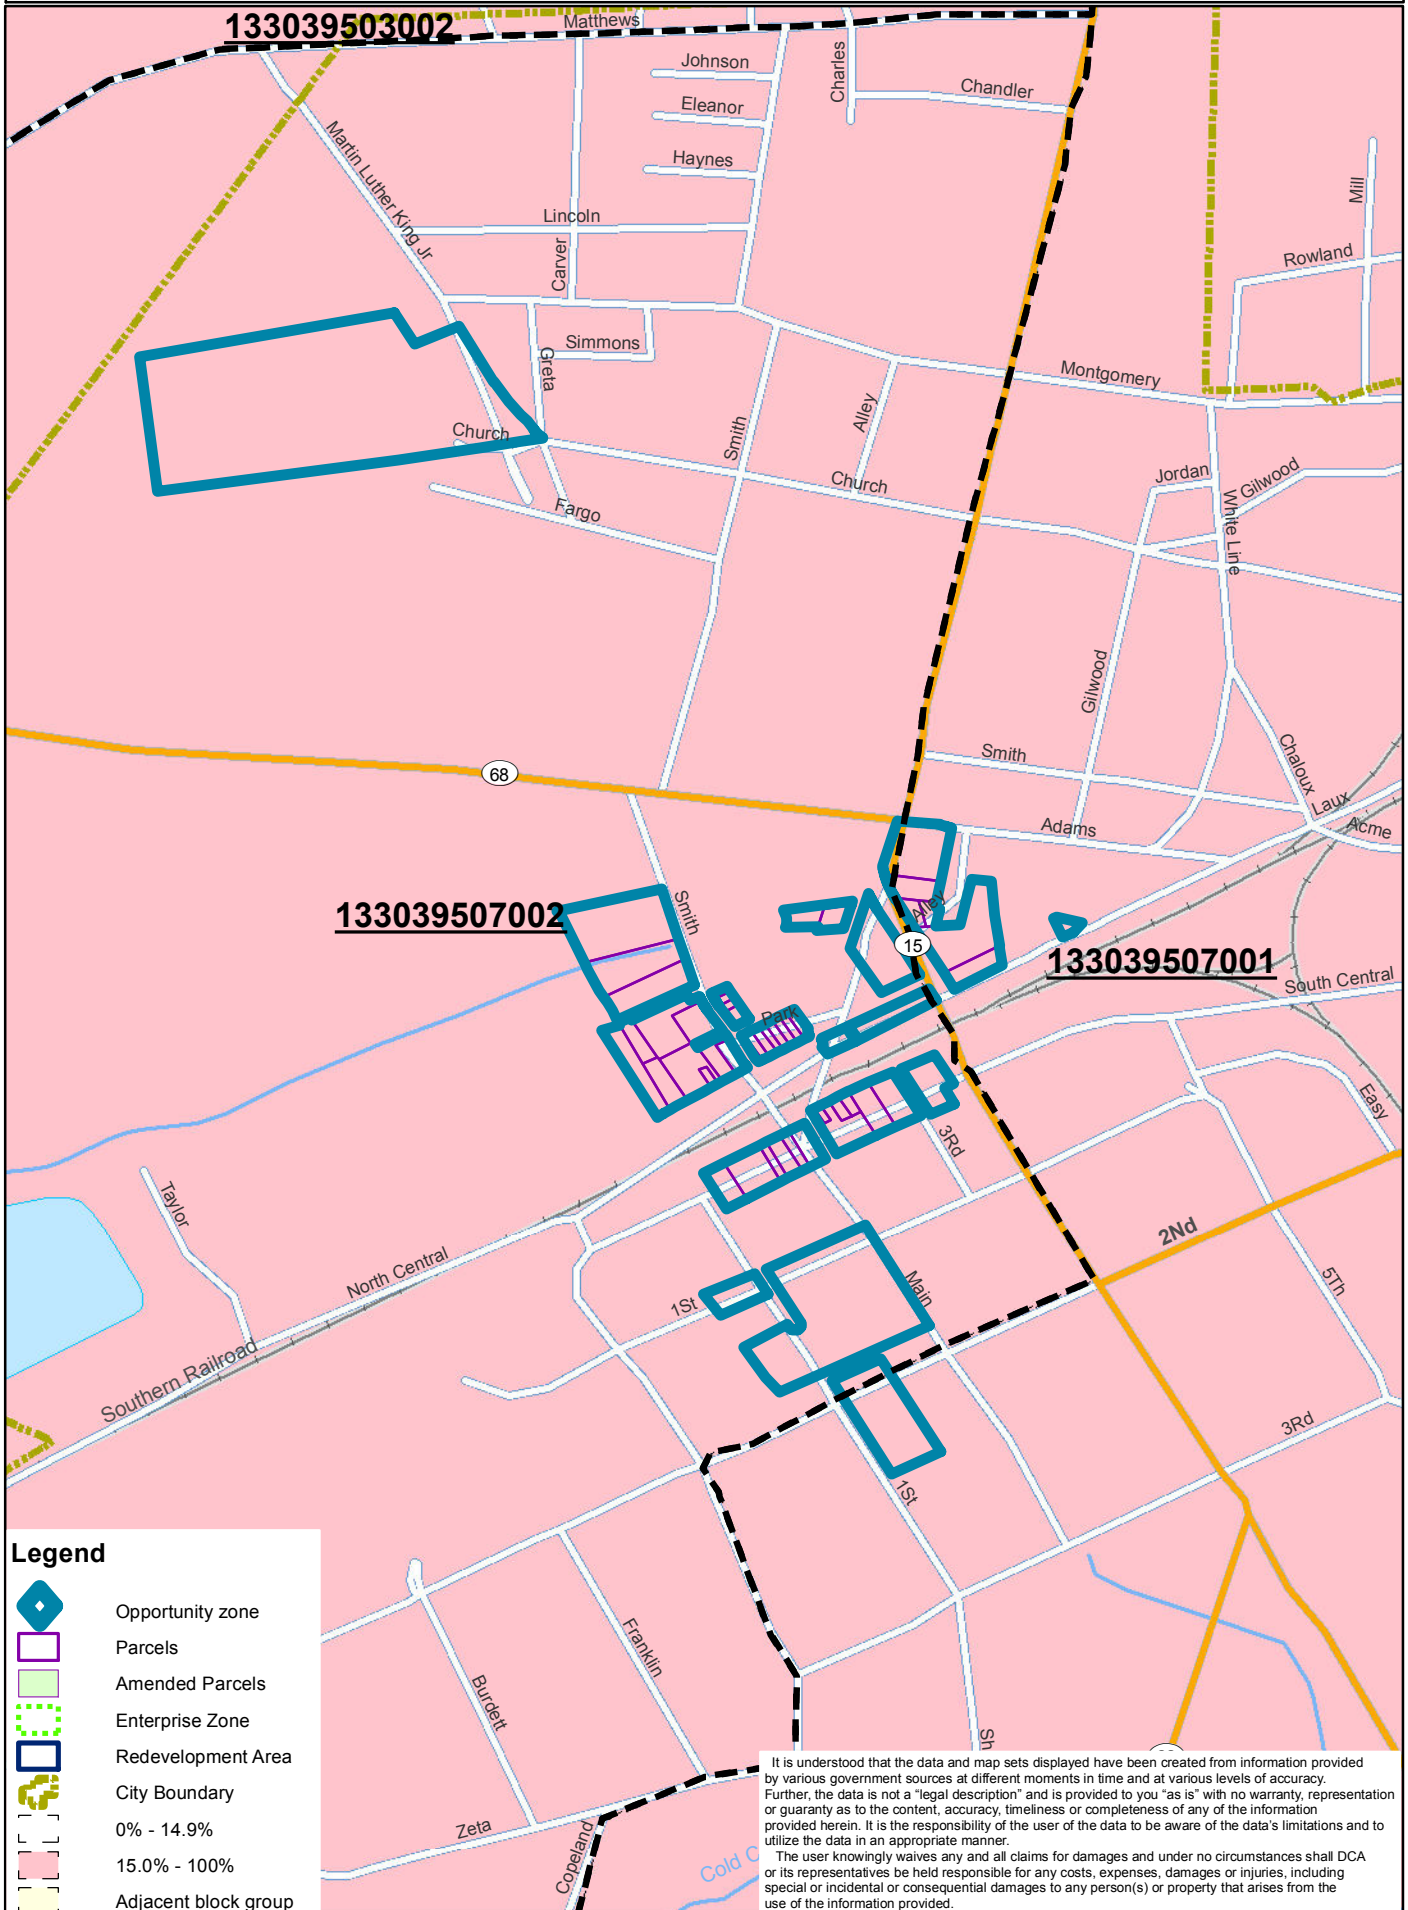 133039503002
Matthews
Johnson
Charles
Chandler
Eleanor
Martin Luther King Jr
Haynes
Mill
Lincoln
Carver
Rowland
Simmons
Greta
Montgomery
Alley
Smith
Church
Church
Jordan
Gilwood
White Line
Fargo
Gilwood
Smith
Chaloux
68
Laux
Adams
Acme
133039507002
Smith
Alley
15
133039507001
South Central
Park
Easy
3Rd
Taylor
2Nd
North Central
5Th
1St
Main
Southern Railroad
3Rd
1St
Franklin
Burdett
Sh
Zeta
Copeland
Cold C
Legend
Opportunity zone
Parcels
Amended Parcels
Enterprise Zone
Redevelopment Area
City Boundary
0% - 14.9%
15.0% - 100%
Adjacent block group
It is understood that the data and map sets displayed have been created from information provided
by various government sources at different moments in time and at various levels of accuracy.
Further, the data is not a “legal description” and is provided to you “as is” with no warranty, representation
or guaranty as to the content, accuracy, timeliness or completeness of any of the information
provided herein. It is the responsibility of the user of the data to be aware of the data’s limitations and to
utilize the data in an appropriate manner.
The user knowingly waives any and all claims for damages and under no circumstances shall DCA
or its representatives be held responsible for any costs, expenses, damages or injuries, including
special or incidental or consequential damages to any person(s) or property that arises from the
use of the information provided.